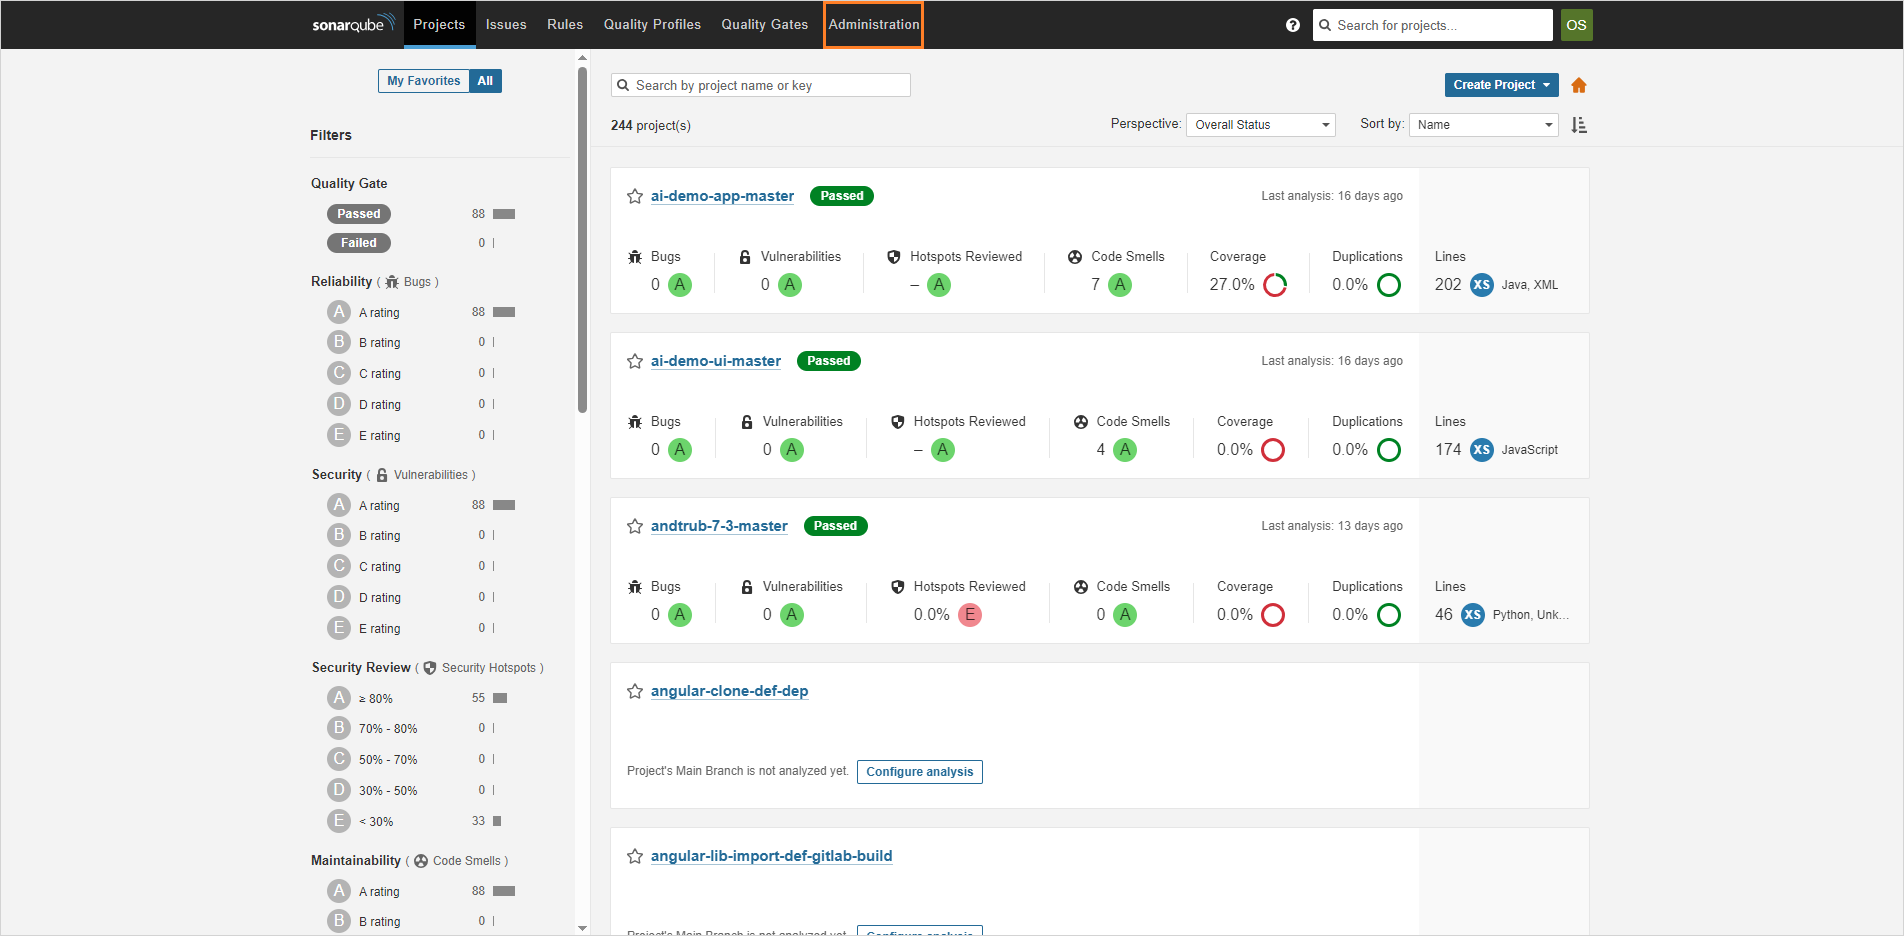 sonarqube Projects Issues Rules Quality Profiles Quality Gates Administration ? Search for projects... OS
My Favorites All
Filters
Quality Gate
Passed 88
Failed 0
Reliability ( Bugs )
A A rating 88
B B rating 0
C C rating 0
D D rating 0
E E rating 0
Security ( Vulnerabilities )
A A rating 88
B B rating 0
C C rating 0
D D rating 0
E E rating 0
Security Review ( Security Hotspots )
A ≥ 80% 55
B 70% - 80% 0
C 50% - 70% 0
D 30% - 50% 0
E < 30% 33
Maintainability ( Code Smells )
A A rating 88
B B rating 0
Search by project name or key Create Project
244 project(s) Perspective: Overall Status Sort by: Name
ai-demo-app-master Passed Last analysis: 16 days ago
Bugs Vulnerabilities Hotspots Reviewed Code Smells Coverage Duplications Lines
0 A 0 A – A 7 A 27.0% 0.0% 202 XS Java, XML
ai-demo-ui-master Passed Last analysis: 16 days ago
Bugs Vulnerabilities Hotspots Reviewed Code Smells Coverage Duplications Lines
0 A 0 A – A 4 A 0.0% 0.0% 174 XS JavaScript
andtrub-7-3-master Passed Last analysis: 13 days ago
Bugs Vulnerabilities Hotspots Reviewed Code Smells Coverage Duplications Lines
0 A 0 A 0.0% E 0 A 0.0% 0.0% 46 XS Python, Unk...
angular-clone-def-dep
Project's Main Branch is not analyzed yet. Configure analysis
angular-lib-import-def-gitlab-build
Project's Main Branch is not analyzed yet. Configure analysis